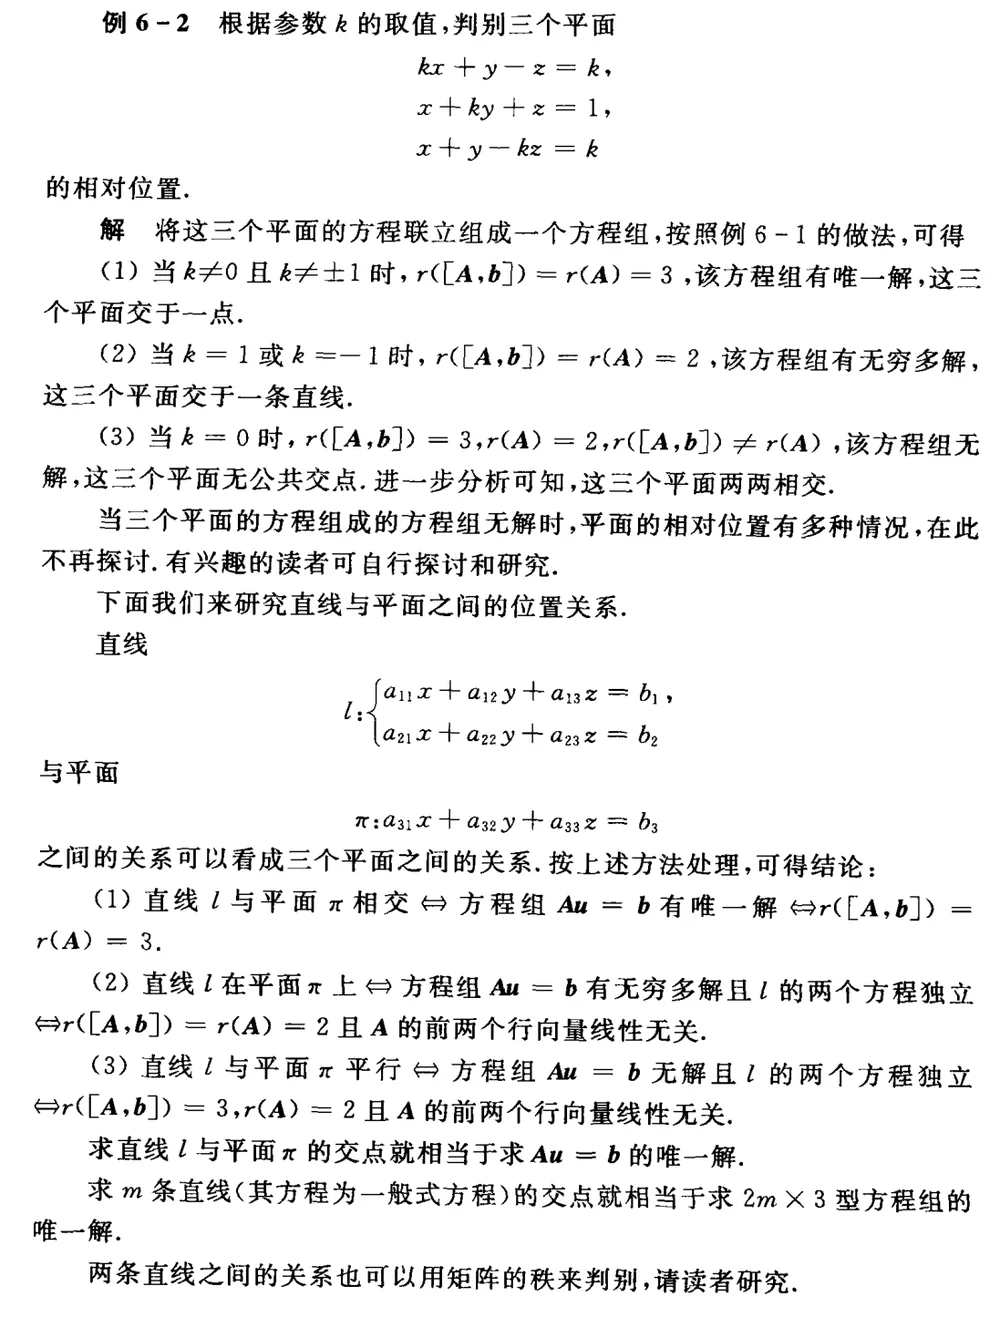 例 6-2 根据参数 k 的取值,判别三个平面
kx + y - z = k,
x + ky + z = 1,
x + y - kz = k
的相对位置.
解 将这三个平面的方程联立组成一个方程组,按照例 6-1 的做法,可得
(1) 当 k≠0 且 k≠±1 时, r([A,b]) = r(A) = 3 ,该方程组有唯一解,这三
个平面交于一点.
(2) 当 k = 1 或 k =-1 时, r([A,b]) = r(A) = 2 ,该方程组有无穷多解,
这三个平面交于一条直线.
(3) 当 k = 0 时, r([A,b]) = 3,r(A) = 2,r([A,b]) ≠ r(A) ,该方程组无
解,这三个平面无公共交点.进一步分析可知,这三个平面两两相交.
当三个平面的方程组成的方程组无解时,平面的相对位置有多种情况,在此
不再探讨.有兴趣的读者可自行探讨和研究.
下面我们来研究直线与平面之间的位置关系.
直线
l:{a₁₁x + a₁₂y + a₁₃z = b₁,
a₂₁x + a₂₂y + a₂₃z = b₂
与平面
π:a₃₁x + a₃₂y + a₃₃z = b₃
之间的关系可以看成三个平面之间的关系.按上述方法处理,可得结论:
(1) 直线 l 与平面 π 相交 ⇔ 方程组 Au = b 有唯一解 ⇔r([A,b]) =
r(A) = 3.
(2) 直线 l 在平面 π 上 ⇔ 方程组 Au = b 有无穷多解且 l 的两个方程独立
⇔r([A,b]) = r(A) = 2 且 A 的前两个行向量线性无关.
(3) 直线 l 与平面 π 平行 ⇔ 方程组 Au = b 无解且 l 的两个方程独立
⇔r([A,b]) = 3,r(A) = 2 且 A 的前两个行向量线性无关.
求直线 l 与平面 π 的交点就相当于求 Au = b 的唯一解.
求 m 条直线(其方程为一般式方程)的交点就相当于求 2m × 3 型方程组的
唯一解.
两条直线之间的关系也可以用矩阵的秩来判别,请读者研究.